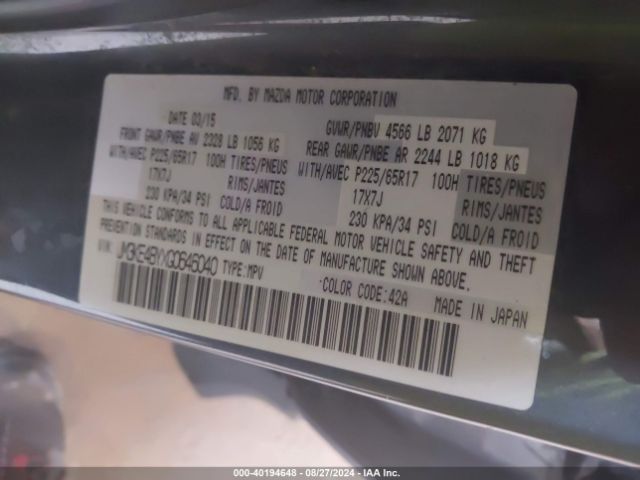 MFD. BY MAZDA MOTOR CORPORATION
DATE 03/15 GVWR/PNBV 4566 LB 2071 KG
FRONT GAWR/PNBE AV 2328 LB 1056 KG REAR GAWR/PNBE AR 2244 LB 1018 KG
WITH/AVEC P225/65R17 100H TIRES/PNEUS WITH/AVEC P225/65R17 100H TIRES/PNEUS
17X7J RIMS/JANTES 17X7J RIMS/JANTES
230 KPA/34 PSI COLD/A FROID 230 KPA/34 PSI COLD/A FROID
THIS VEHICLE CONFORMS TO ALL APPLICABLE FEDERAL MOTOR VEHICLE SAFETY AND THEFT
PREVENTION STANDARDS IN EFFECT ON THE DATE OF MANUFACTURE SHOWN ABOVE.
VIN: JM3KE4BYXG0646040 TYPE:MPV
COLOR CODE:42A MADE IN JAPAN
000-40194648 - 08/27/2024 - IAA Inc.